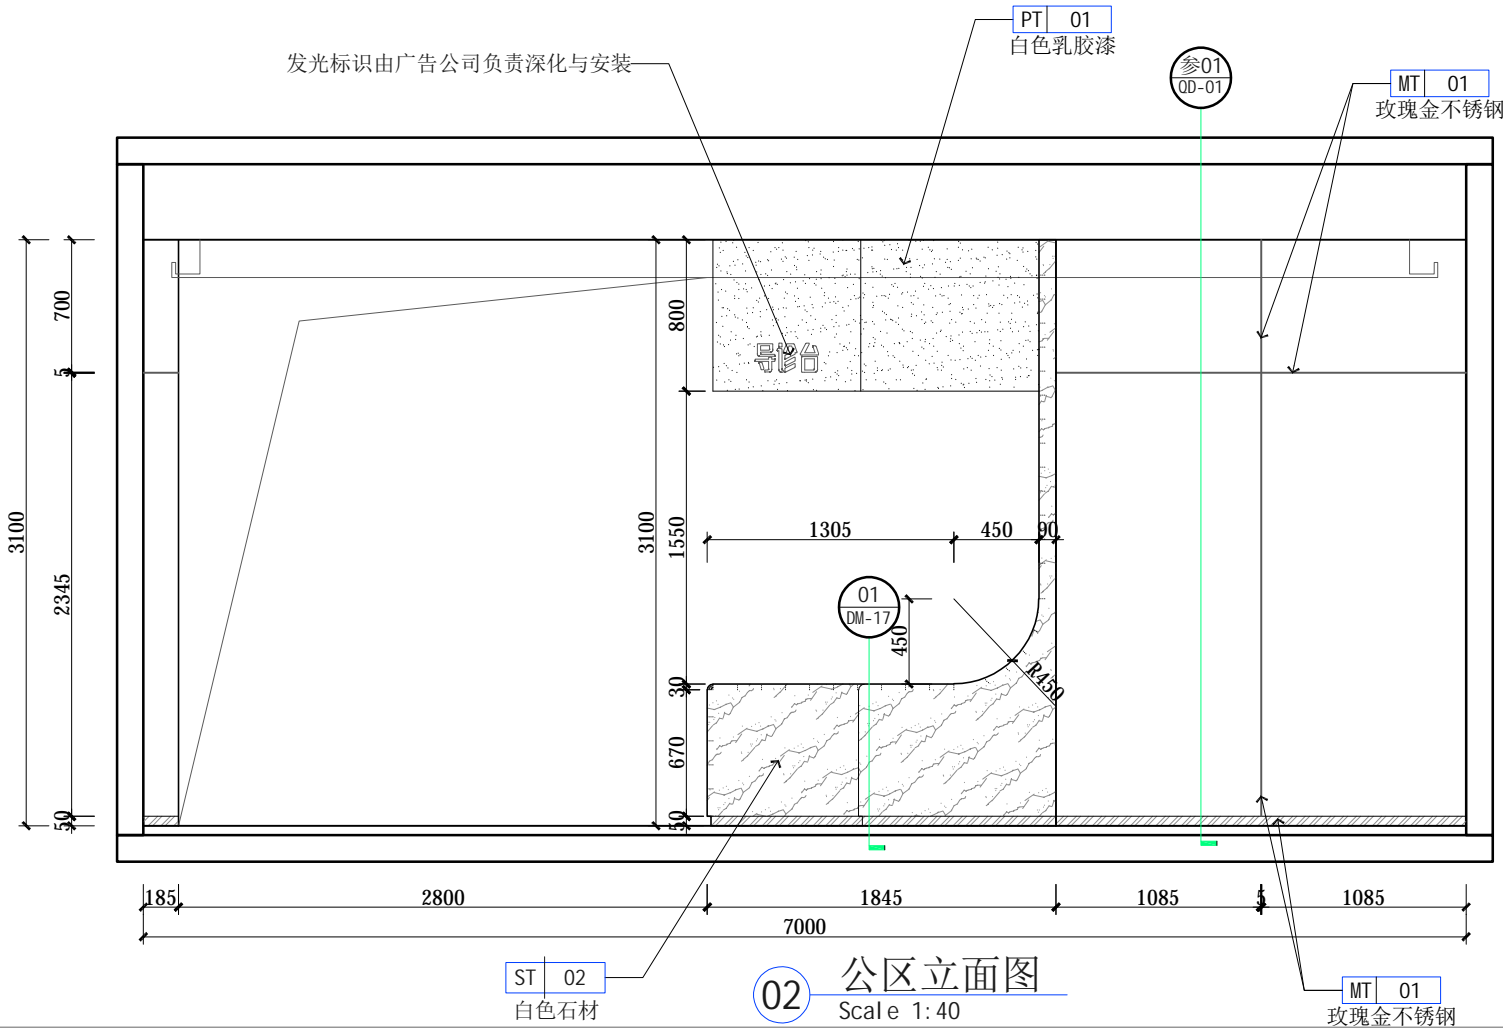 PT 01
白色乳胶漆
发光标识由广告公司负责深化与安装
参01
QD-01
MT 01
玫瑰金不锈钢
700
5
3100
2345
50
3100
800
1550
30
670
50
导诊台
1305
450
90
01
DM-17
450
R450
185
2800
1845
1085
5
1085
7000
ST 02
白色石材
02
公区立面图
Scale 1:40
MT 01
玫瑰金不锈钢